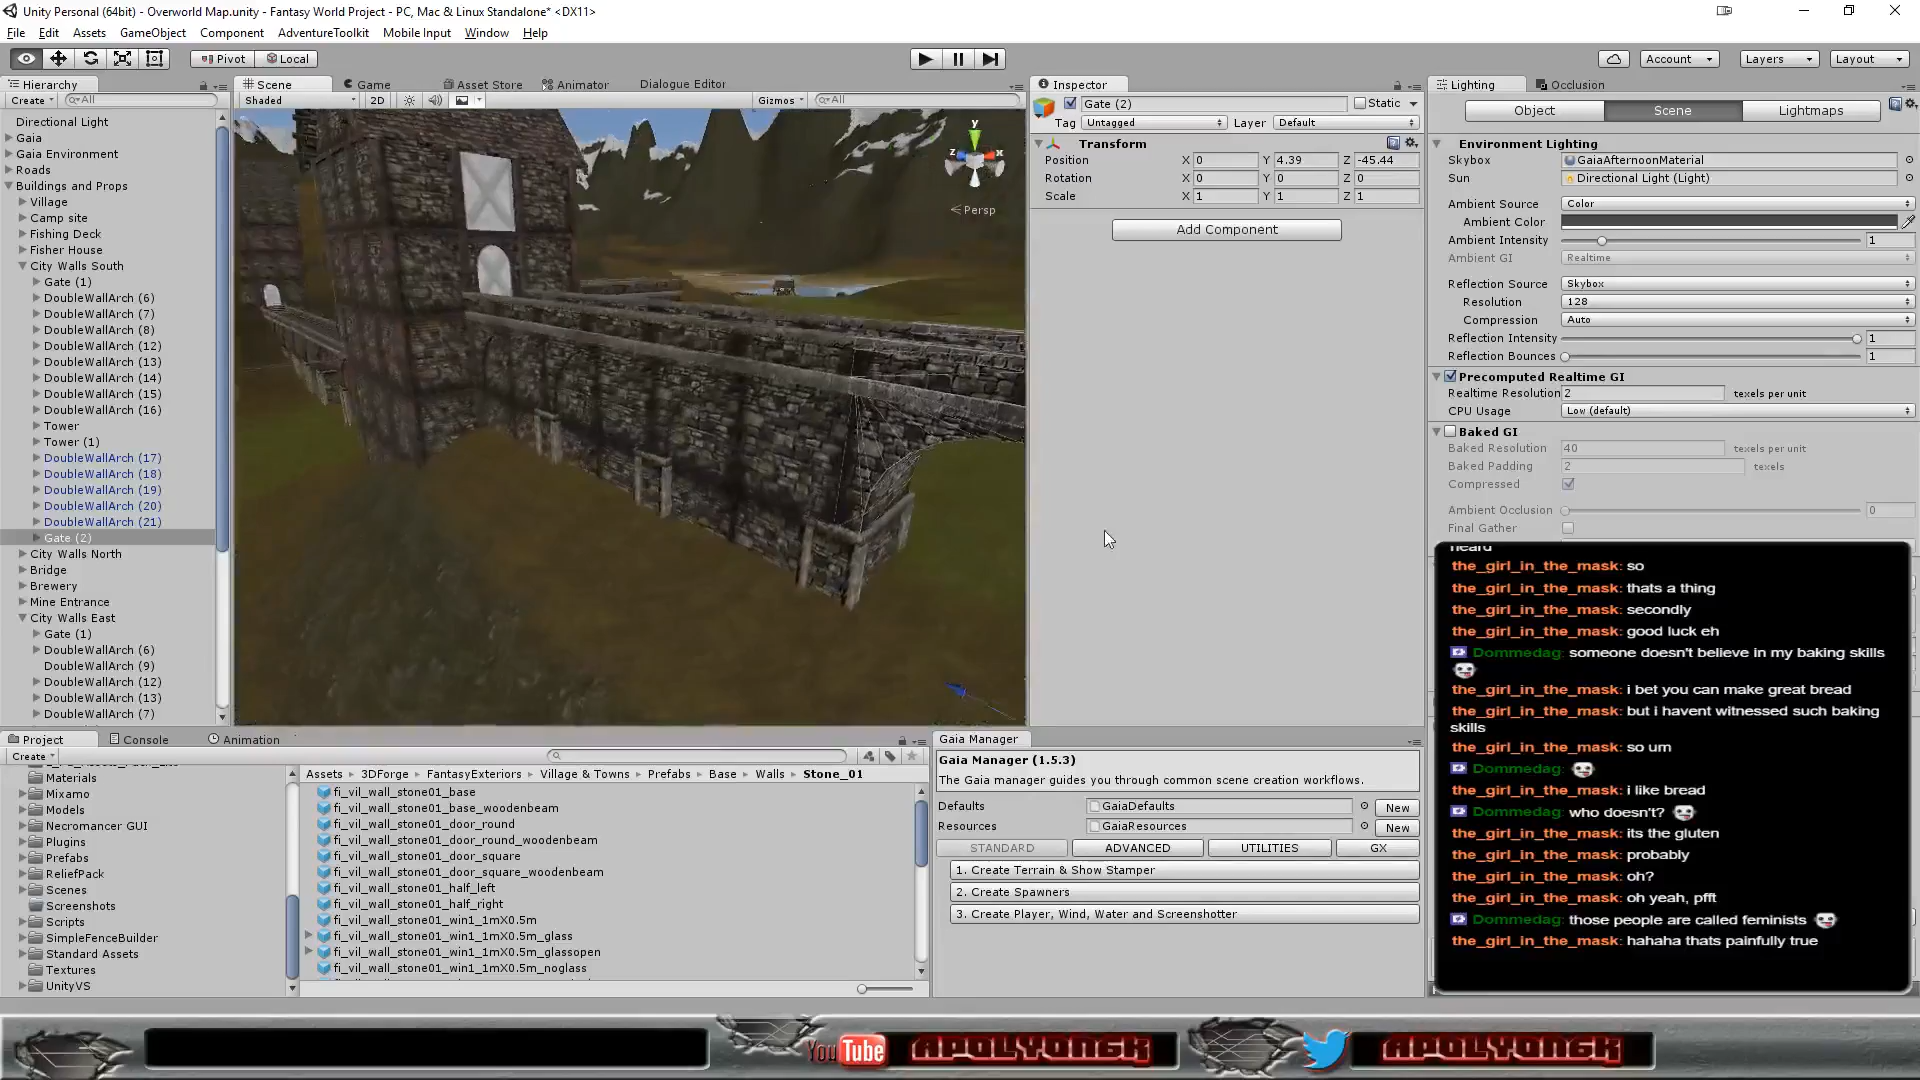 Unity Personal (64bit) - Overworld Map.unity - Fantasy World Project - PC, Mac & Linux Standalone* <DX11>
File Edit Assets GameObject Component AdventureToolkit Mobile Input Window Help
Pivot Local Account Layers Layout
Hierarchy
Create All
Directional Light
Gaia
Gaia Environment
Roads
Buildings and Props
Village
Camp site
Fishing Deck
Fisher House
City Walls South
Gate (1)
DoubleWallArch (6)
DoubleWallArch (7)
DoubleWallArch (8)
DoubleWallArch (12)
DoubleWallArch (13)
DoubleWallArch (14)
DoubleWallArch (15)
DoubleWallArch (16)
Tower
Tower (1)
DoubleWallArch (17)
DoubleWallArch (18)
DoubleWallArch (19)
DoubleWallArch (20)
DoubleWallArch (21)
Gate (2)
City Walls North
Bridge
Brewery
Mine Entrance
City Walls East
Gate (1)
DoubleWallArch (6)
DoubleWallArch (9)
DoubleWallArch (12)
DoubleWallArch (13)
DoubleWallArch (7)
Scene Game Asset Store Animator Dialogue Editor
Shaded 2D Gizmos All
y
z x
Persp
Inspector
Gate (2) Static
Tag Untagged Layer Default
Transform
Position X 0 Y 4.39 Z -45.44
Rotation X 0 Y 0 Z 0
Scale X 1 Y 1 Z 1
Add Component
Lighting Occlusion
Object Scene Lightmaps
Environment Lighting
Skybox GaiaAfternoonMaterial
Sun Directional Light (Light)
Ambient Source Color
Ambient Color
Ambient Intensity 1
Ambient GI Realtime
Reflection Source Skybox
Resolution 128
Compression Auto
Reflection Intensity 1
Reflection Bounces 1
Precomputed Realtime GI
Realtime Resolution 2 texels per unit
CPU Usage Low (default)
Baked GI
Baked Resolution 40 texels per unit
Baked Padding 2 texels
Compressed
Ambient Occlusion 0
Final Gather
heard
the_girl_in_the_mask: so
the_girl_in_the_mask: thats a thing
the_girl_in_the_mask: secondly
the_girl_in_the_mask: good luck eh
Dommedag: someone doesn't believe in my baking skills
the_girl_in_the_mask: i bet you can make great bread
the_girl_in_the_mask: but i havent witnessed such baking
skills
the_girl_in_the_mask: so um
Dommedag:
the_girl_in_the_mask: i like bread
Dommedag: who doesn't?
the_girl_in_the_mask: its the gluten
the_girl_in_the_mask: probably
the_girl_in_the_mask: oh?
the_girl_in_the_mask: oh yeah, pfft
Dommedag: those people are called feminists
the_girl_in_the_mask: hahaha thats painfully true
Project Console Animation
Create
Materials
Mixamo
Models
Necromancer GUI
Plugins
Prefabs
ReliefPack
Scenes
Screenshots
Scripts
SimpleFenceBuilder
Standard Assets
Textures
UnityVS
Assets 3DForge FantasyExteriors Village & Towns Prefabs Base Walls Stone_01
fi_vil_wall_stone01_base
fi_vil_wall_stone01_base_woodenbeam
fi_vil_wall_stone01_door_round
fi_vil_wall_stone01_door_round_woodenbeam
fi_vil_wall_stone01_door_square
fi_vil_wall_stone01_door_square_woodenbeam
fi_vil_wall_stone01_half_left
fi_vil_wall_stone01_half_right
fi_vil_wall_stone01_win1_1mX0.5m
fi_vil_wall_stone01_win1_1mX0.5m_glass
fi_vil_wall_stone01_win1_1mX0.5m_glassopen
fi_vil_wall_stone01_win1_1mX0.5m_noglass
Gaia Manager
Gaia Manager (1.5.3)
The Gaia manager guides you through common scene creation workflows.
Defaults GaiaDefaults New
Resources GaiaResources New
STANDARD ADVANCED UTILITIES GX
1. Create Terrain & Show Stamper
2. Create Spawners
3. Create Player, Wind, Water and Screenshotter
YouTube APOLYONGK APOLYONGK